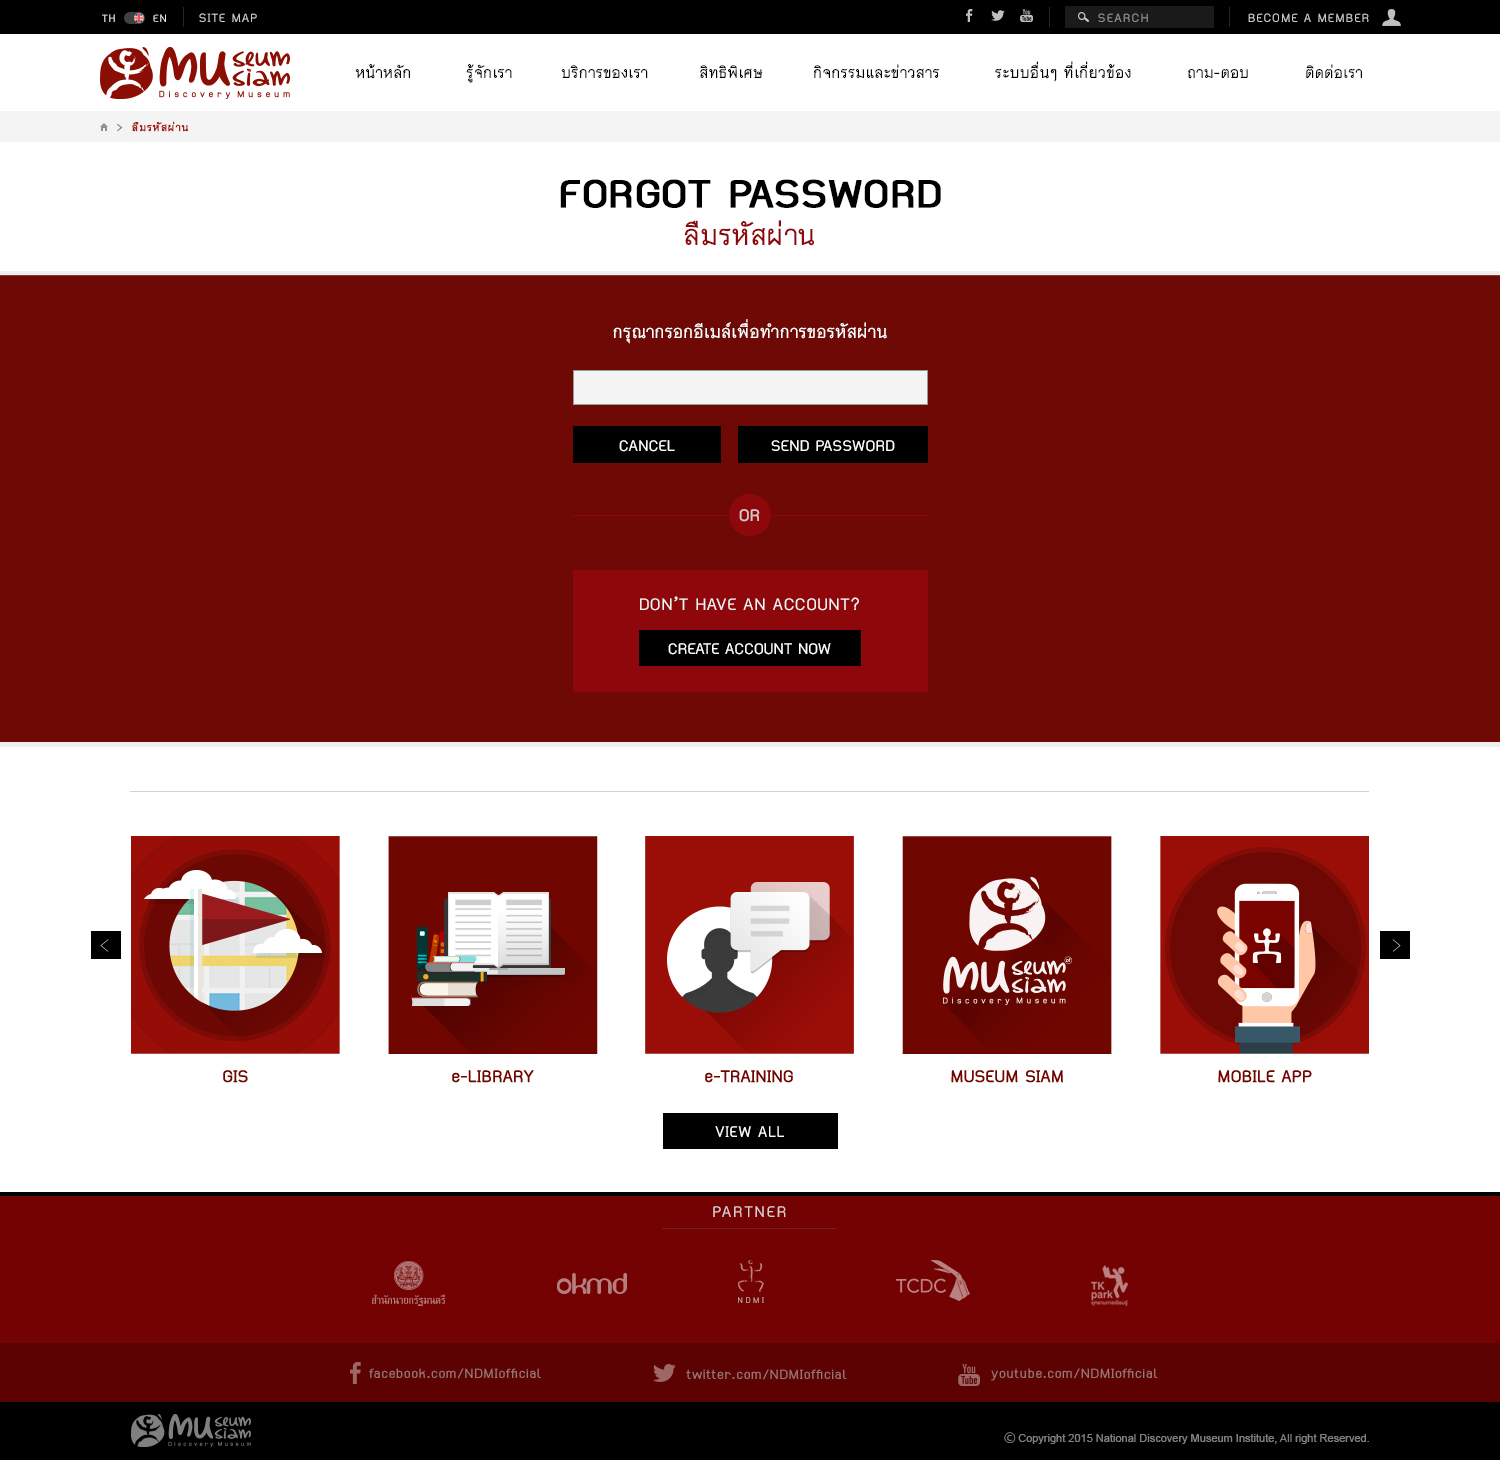 TH EN SITE MAP SEARCH BECOME A MEMBER
MUseum siam
Discovery Museum
หน้าหลัก รู้จักเรา บริการของเรา สิทธิพิเศษ กิจกรรมและข่าวสาร ระบบอื่นๆ ที่เกี่ยวข้อง ถาม-ตอบ ติดต่อเรา
> ลืมรหัสผ่าน
FORGOT PASSWORD
ลืมรหัสผ่าน
กรุณากรอกอีเมล์เพื่อทำการขอรหัสผ่าน
CANCEL SEND PASSWORD
OR
DON'T HAVE AN ACCOUNT?
CREATE ACCOUNT NOW
MUseum siam
Discovery Museum
< >
GIS e-LIBRARY e-TRAINING MUSEUM SIAM MOBILE APP
VIEW ALL
PARTNER
สำนักนายกรัฐมนตรี okmd NDMI TCDC TK park
facebook.com/NDMIofficial twitter.com/NDMIofficial You Tube youtube.com/NDMIofficial
MUseum siam
Discovery Museum
© Copyright 2015 National Discovery Museum Institute, All right Reserved.